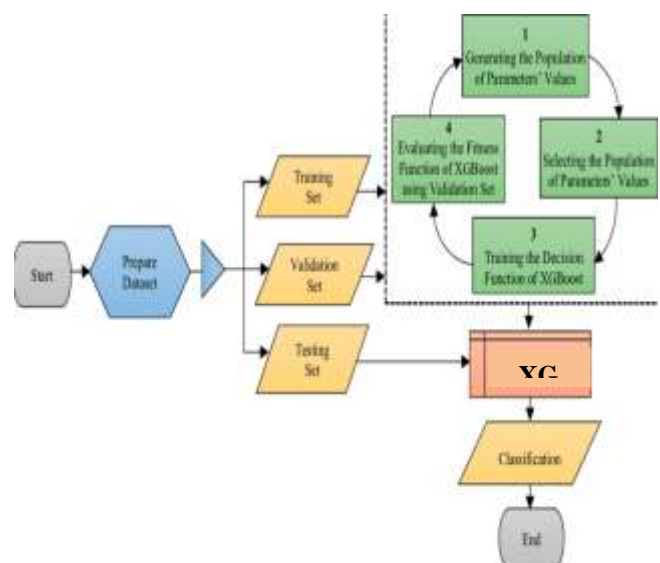 1
Generating the Population
of Parameters' Values
4
Evaluating the Fitness
Function of XGBoost
using Validation Set
2
Selecting the Population
of Parameters' Values
3
Training the Decision
Function of XGBoost
Training
Set
Start
Prepare
Dataset
Validation
Set
Testing
Set
XG
Classification
End